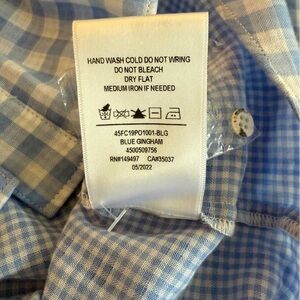 HAND WASH COLD DO NOT WRING
DO NOT BLEACH
DRY FLAT
MEDIUM IRON IF NEEDED
45FC19PO1001-BLG
BLUE GINGHAM
4500509756
RN#149497 CA#35037
05/2022